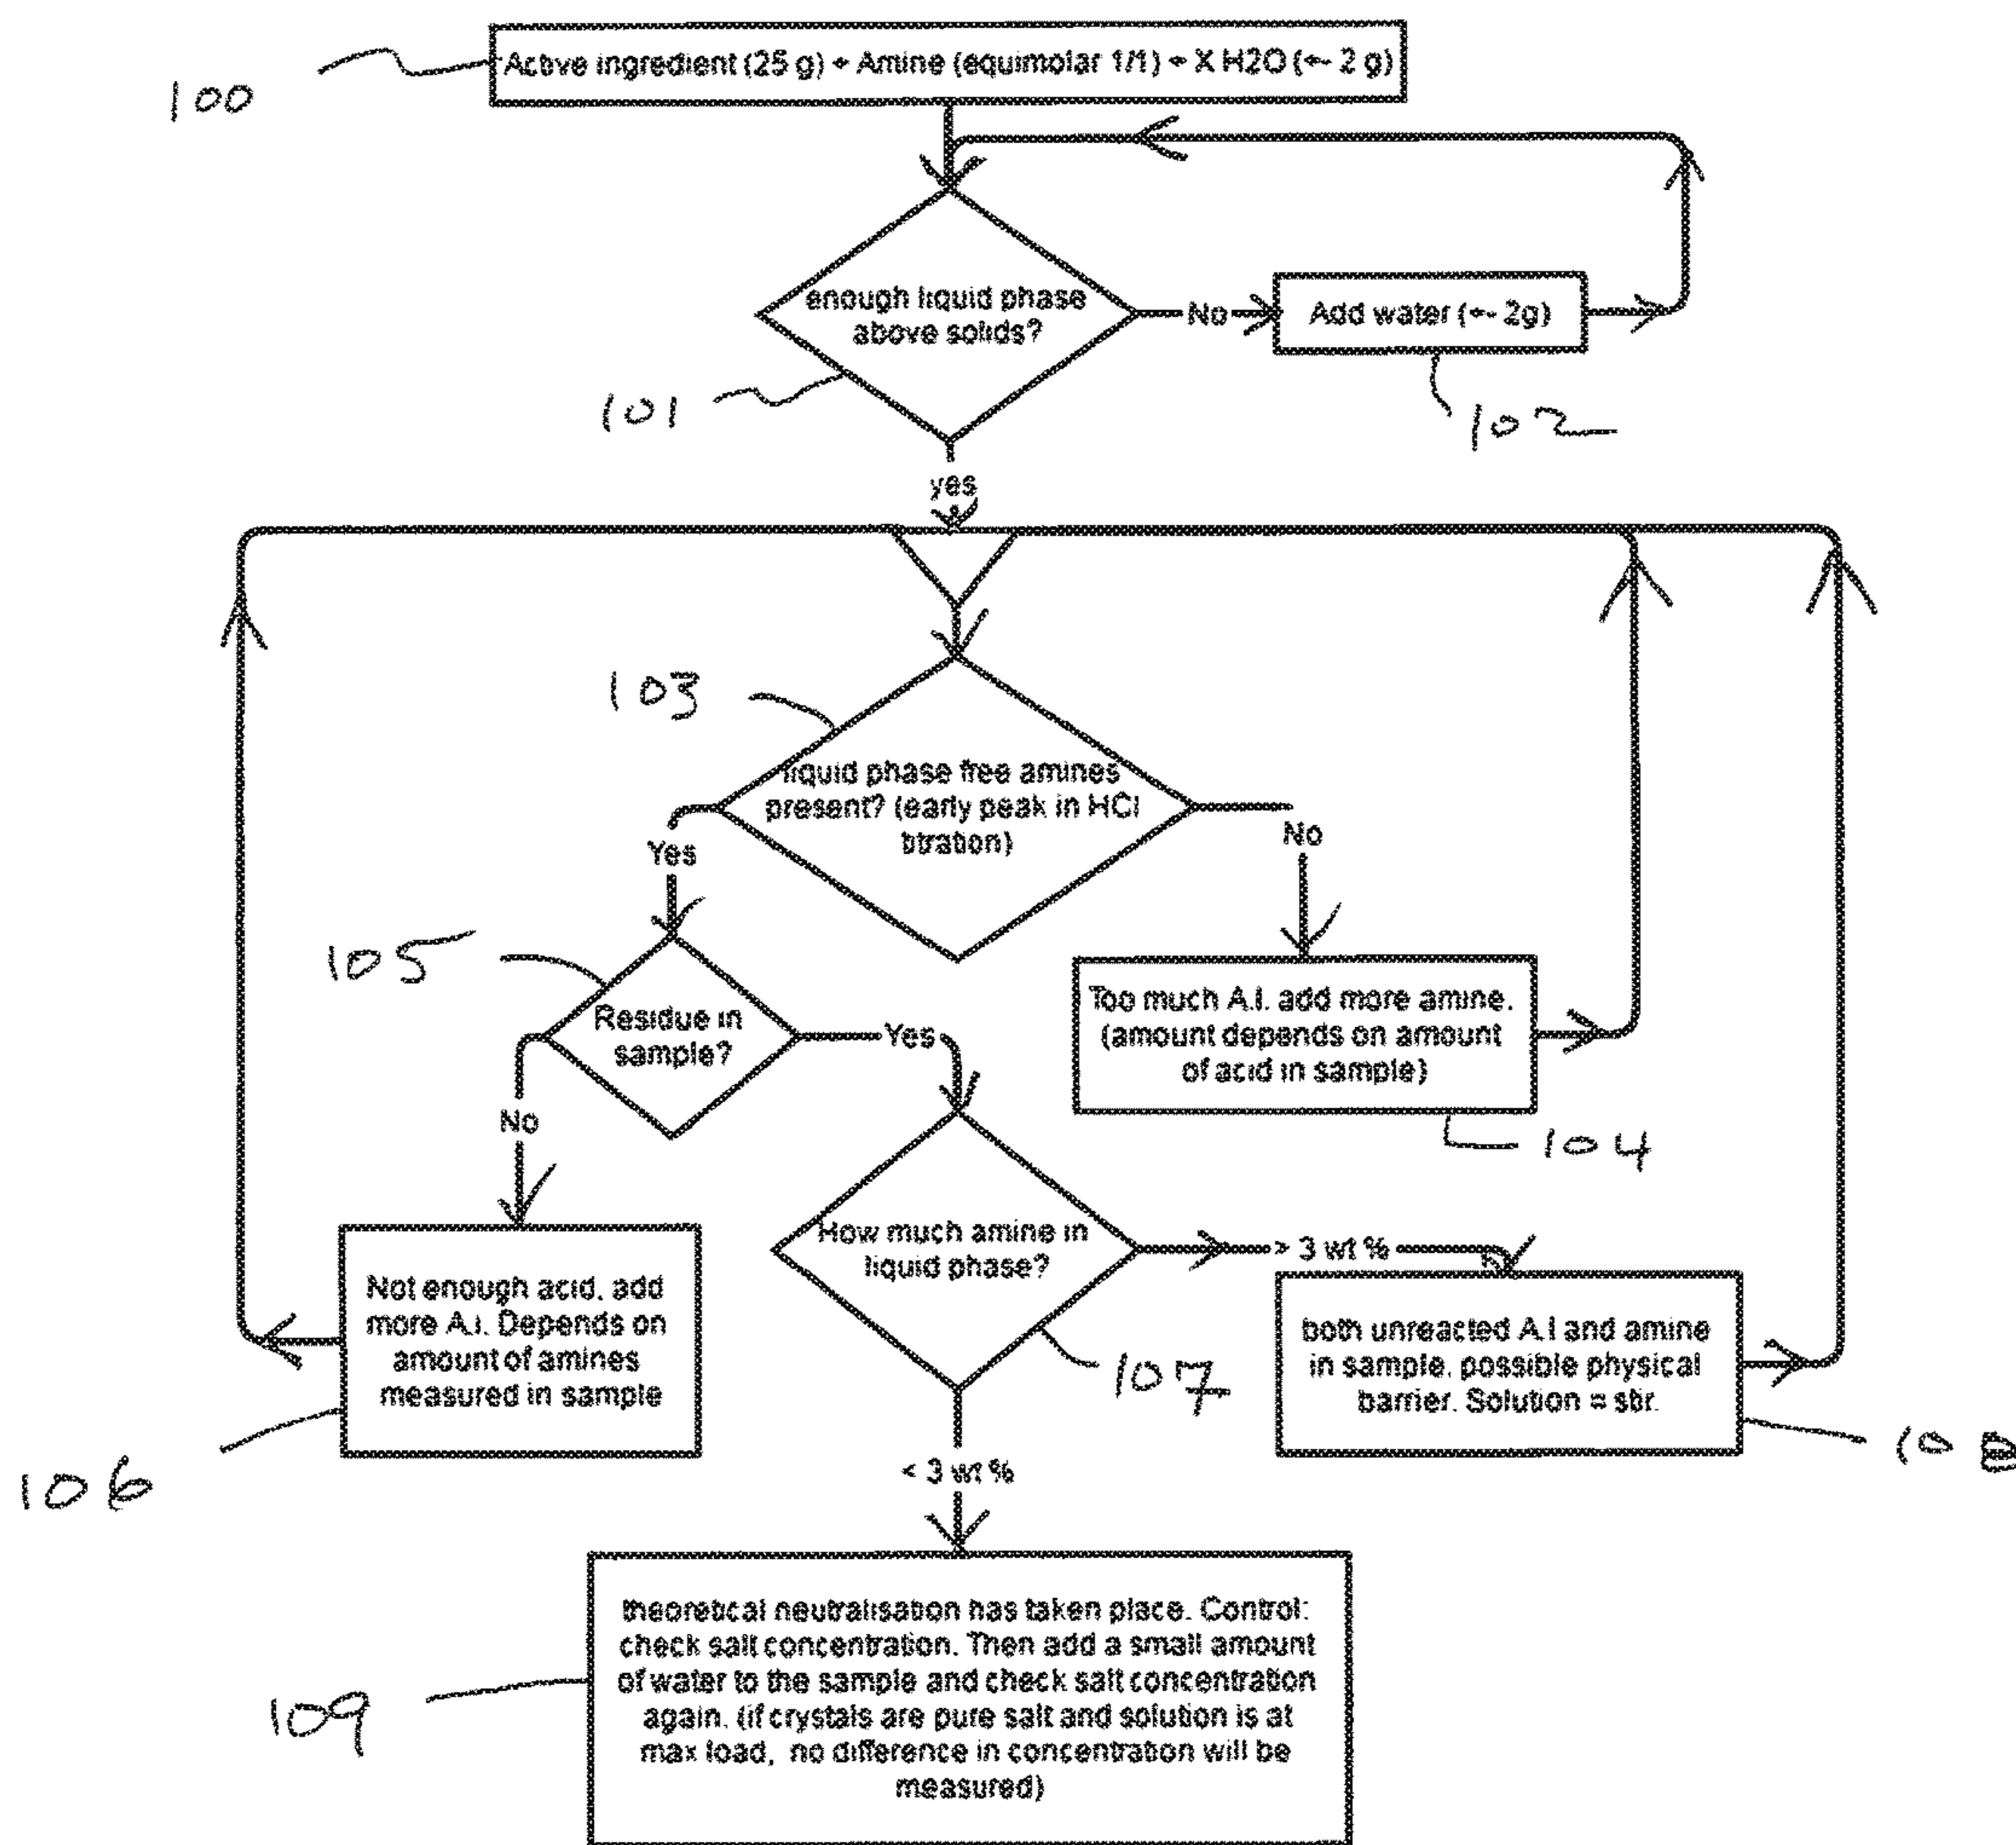 Active ingredient (25 g) + Amine (equimolar 1/1) + X H2O (+- 2 g)
100
enough liquid phase
above solids?
No
Add water (+- 2g)
101
102
yes
103
liquid phase free amines
present? (early peak in HCl
titration)
Yes
No
105
Residue in
sample?
Yes
Too much A.I. add more amine.
(amount depends on amount
of acid in sample)
104
No
How much amine in
liquid phase?
> 3 wt %
Not enough acid, add
more A.I. Depends on
amount of amines
measured in sample
both unreacted A.I and amine
in sample, possible physical
barrier. Solution = stir.
107
108
106
< 3 wt %
theoretical neutralisation has taken place. Control:
check salt concentration. Then add a small amount
of water to the sample and check salt concentration
again. (if crystals are pure salt and solution is at
max load, no difference in concentration will be
measured)
109